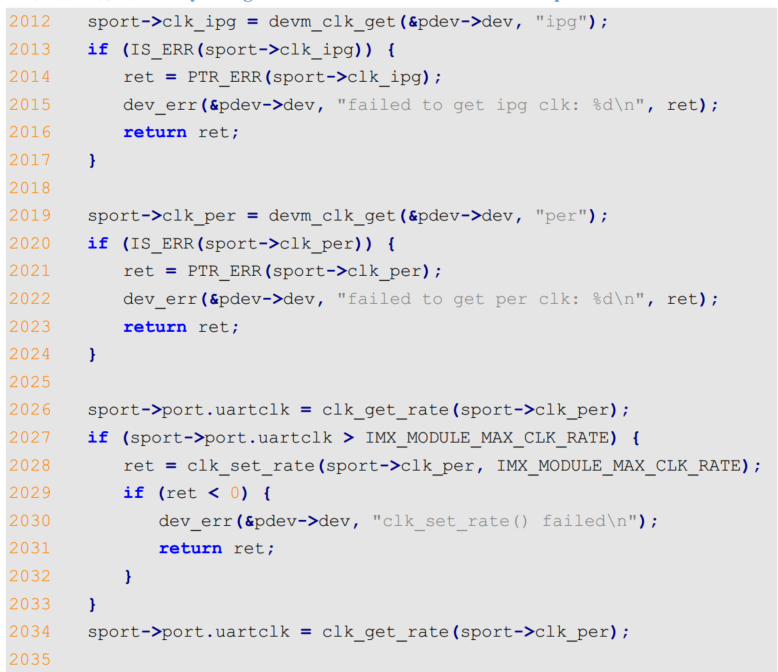 2012 sport->clk_ipg = devm_clk_get(&pdev->dev, "ipg");
2013 if (IS_ERR(sport->clk_ipg)) {
2014 ret = PTR_ERR(sport->clk_ipg);
2015 dev_err(&pdev->dev, "failed to get ipg clk: %d\n", ret);
2016 return ret;
2017 }
2018
2019 sport->clk_per = devm_clk_get(&pdev->dev, "per");
2020 if (IS_ERR(sport->clk_per)) {
2021 ret = PTR_ERR(sport->clk_per);
2022 dev_err(&pdev->dev, "failed to get per clk: %d\n", ret);
2023 return ret;
2024 }
2025
2026 sport->port.uartclk = clk_get_rate(sport->clk_per);
2027 if (sport->port.uartclk > IMX_MODULE_MAX_CLK_RATE) {
2028 ret = clk_set_rate(sport->clk_per, IMX_MODULE_MAX_CLK_RATE);
2029 if (ret < 0) {
2030 dev_err(&pdev->dev, "clk_set_rate() failed\n");
2031 return ret;
2032 }
2033 }
2034 sport->port.uartclk = clk_get_rate(sport->clk_per);
2035